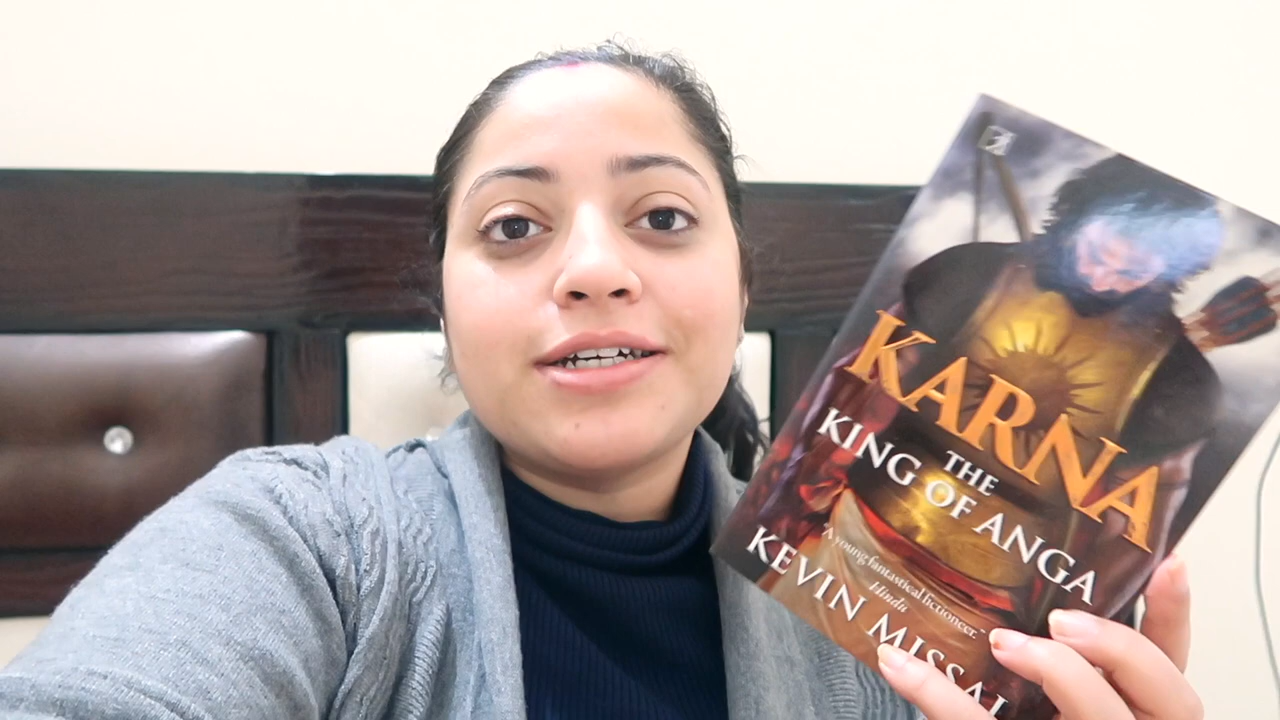 KARNA
THE
KING OF ANGA
"A young fantastical fictioneer."
Hindu
KEVIN MISSAL